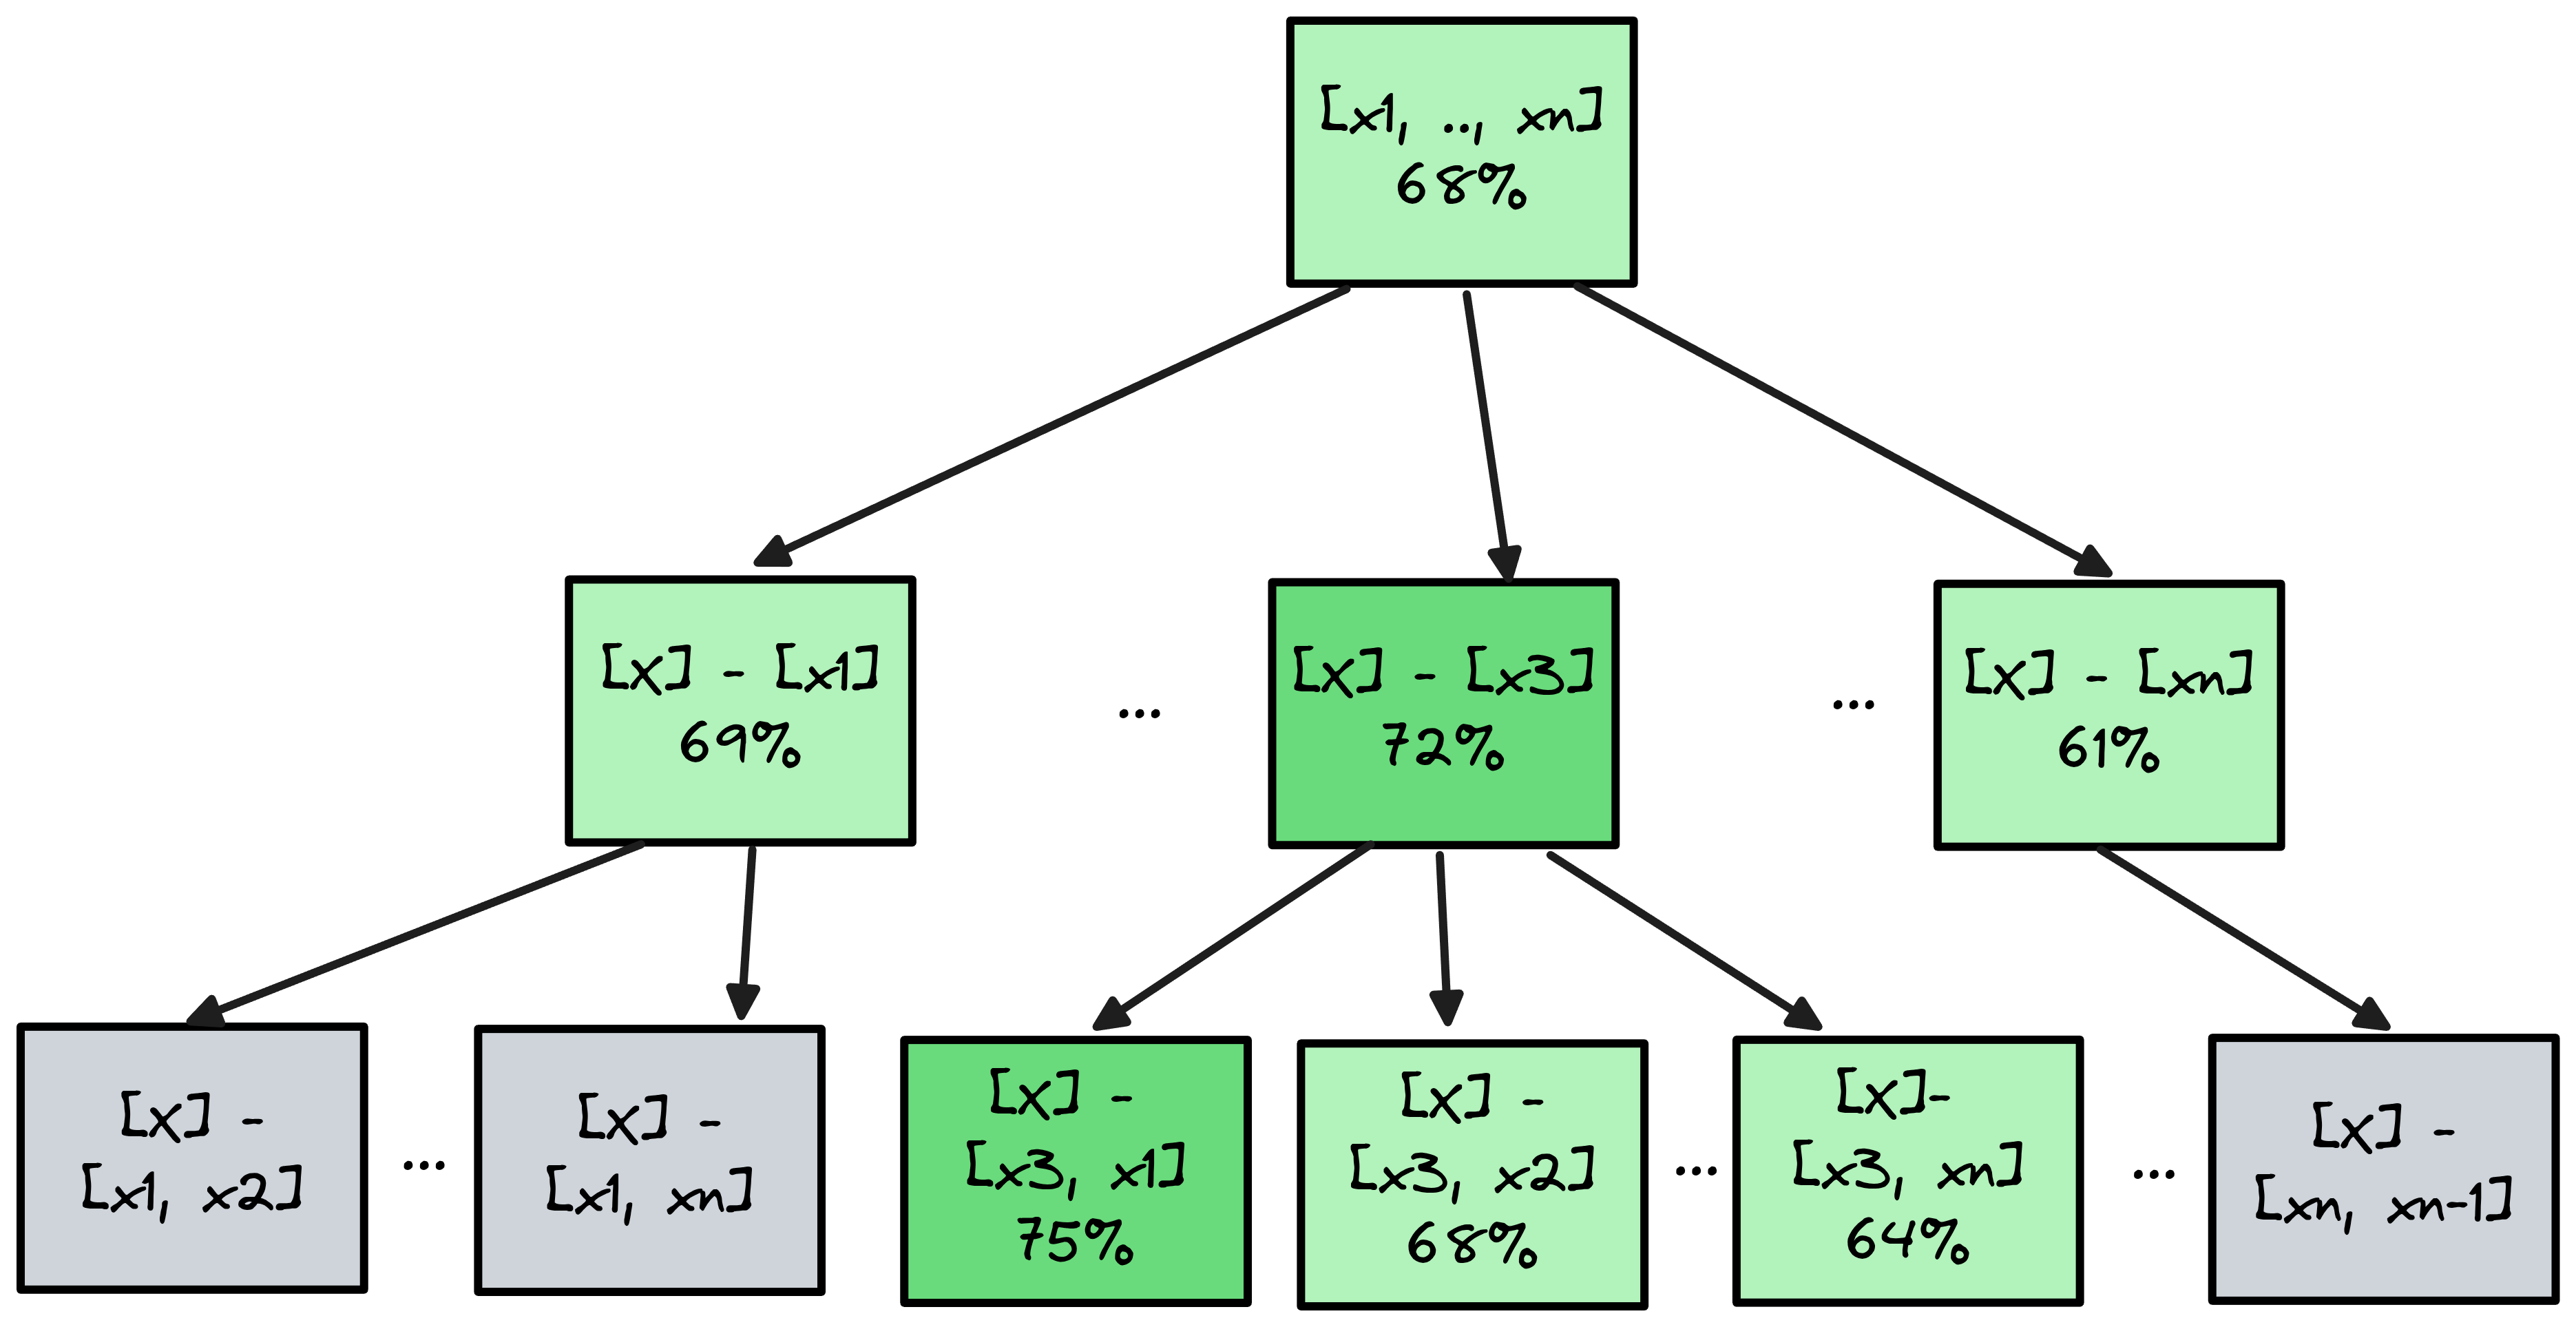 [x1, .., xn]
68%
[X] - [x1]
69%
...
[X] - [x3]
72%
...
[X] - [xn]
61%
[X] -
[x1, x2]
...
[X] -
[x1, xn]
[X] -
[x3, x1]
75%
[X] -
[x3, x2]
68%
...
[X]-
[x3, xn]
64%
...
[X] -
[xn, xn-1]